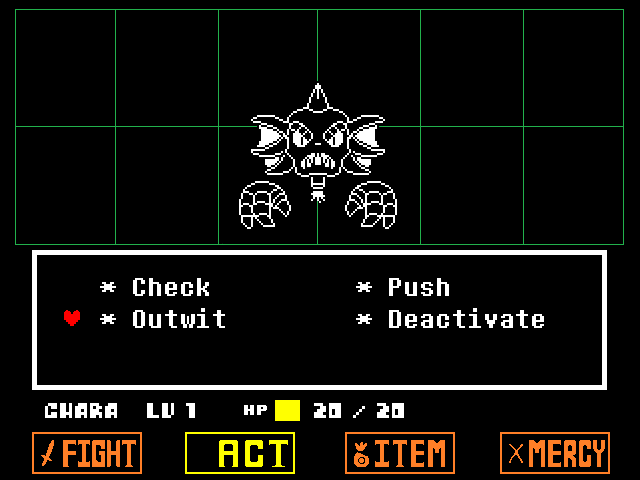 * Check * Push
* Outwit * Deactivate
CHARA LV 1 HP 20 / 20
FIGHT ACT ITEM MERCY